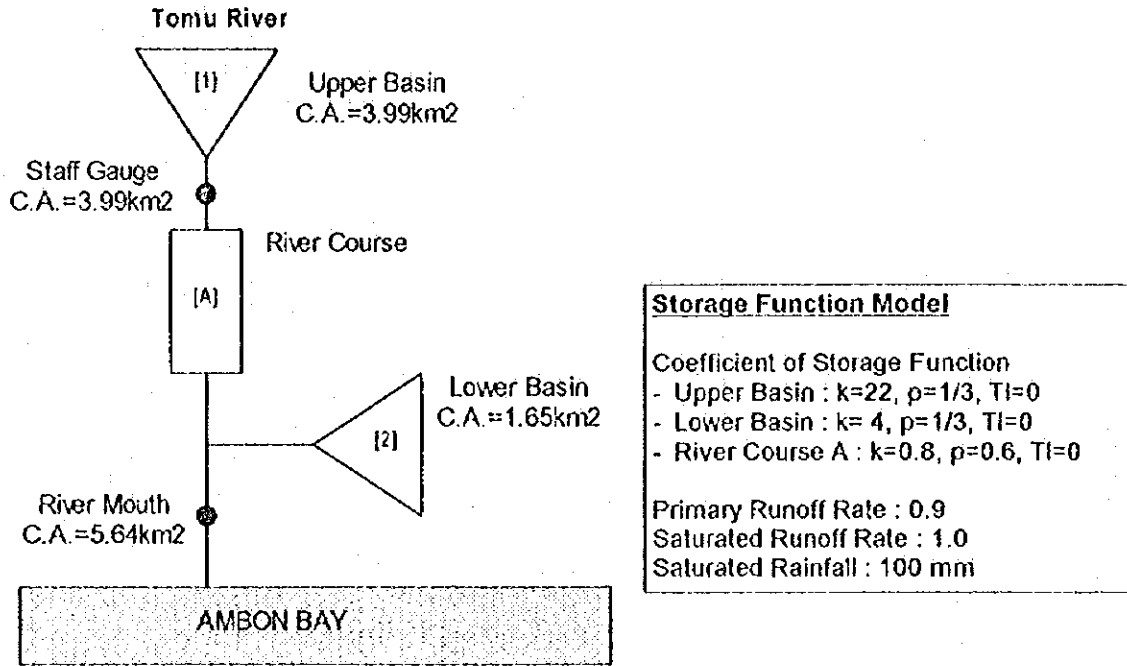 Tomu River
[1]
Upper Basin
C.A.=3.99km2
Staff Gauge
C.A.=3.99km2
River Course
[A]
Lower Basin
C.A.=1.65km2
[2]
River Mouth
C.A.=5.64km2
AMBON BAY
Storage Function Model
Coefficient of Storage Function
- Upper Basin : k=22, p=1/3, Tl=0
- Lower Basin : k= 4, p=1/3, Tl=0
- River Course A : k=0.8, p=0.6, Tl=0
Primary Runoff Rate : 0.9
Saturated Runoff Rate : 1.0
Saturated Rainfall : 100 mm